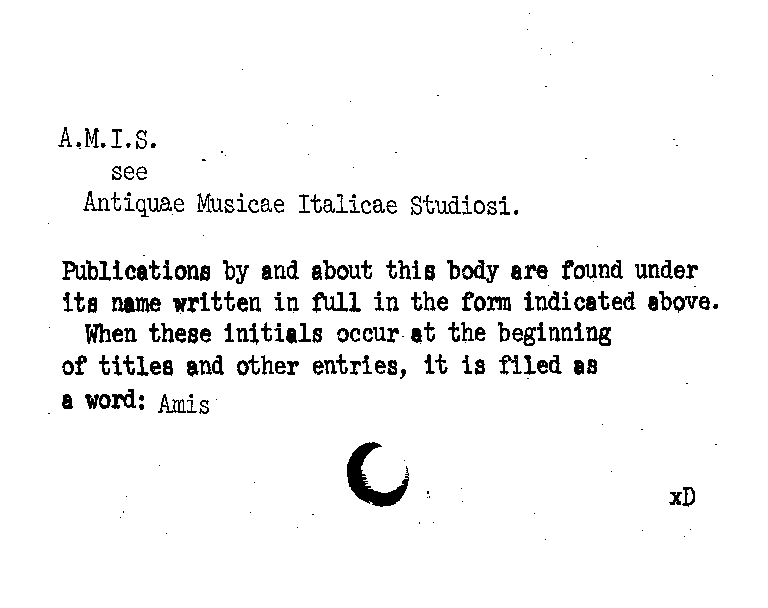 A.M.I.S.
see
Antiquae Musicae Italicae Studiosi.
Publications by and about this body are found under
its name written in full in the form indicated above.
When these initials occur at the beginning
of titles and other entries, it is filed as
a word: Amis
xD